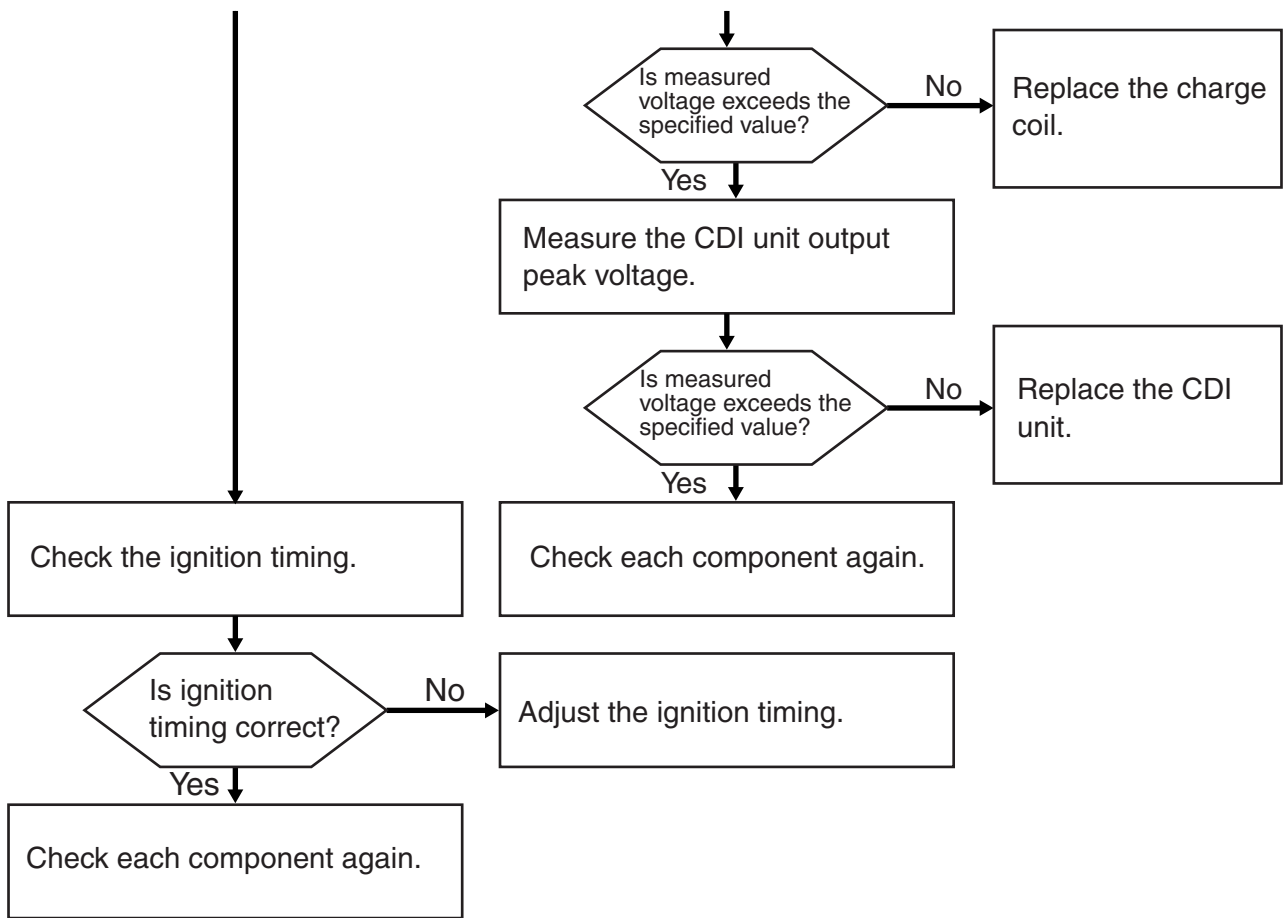 Is measured
voltage exceeds the
specified value?
No
Replace the charge
coil.
Yes
Measure the CDI unit output
peak voltage.
Is measured
voltage exceeds the
specified value?
No
Replace the CDI
unit.
Yes
Check the ignition timing.
Check each component again.
Is ignition
timing correct?
No
Adjust the ignition timing.
Yes
Check each component again.